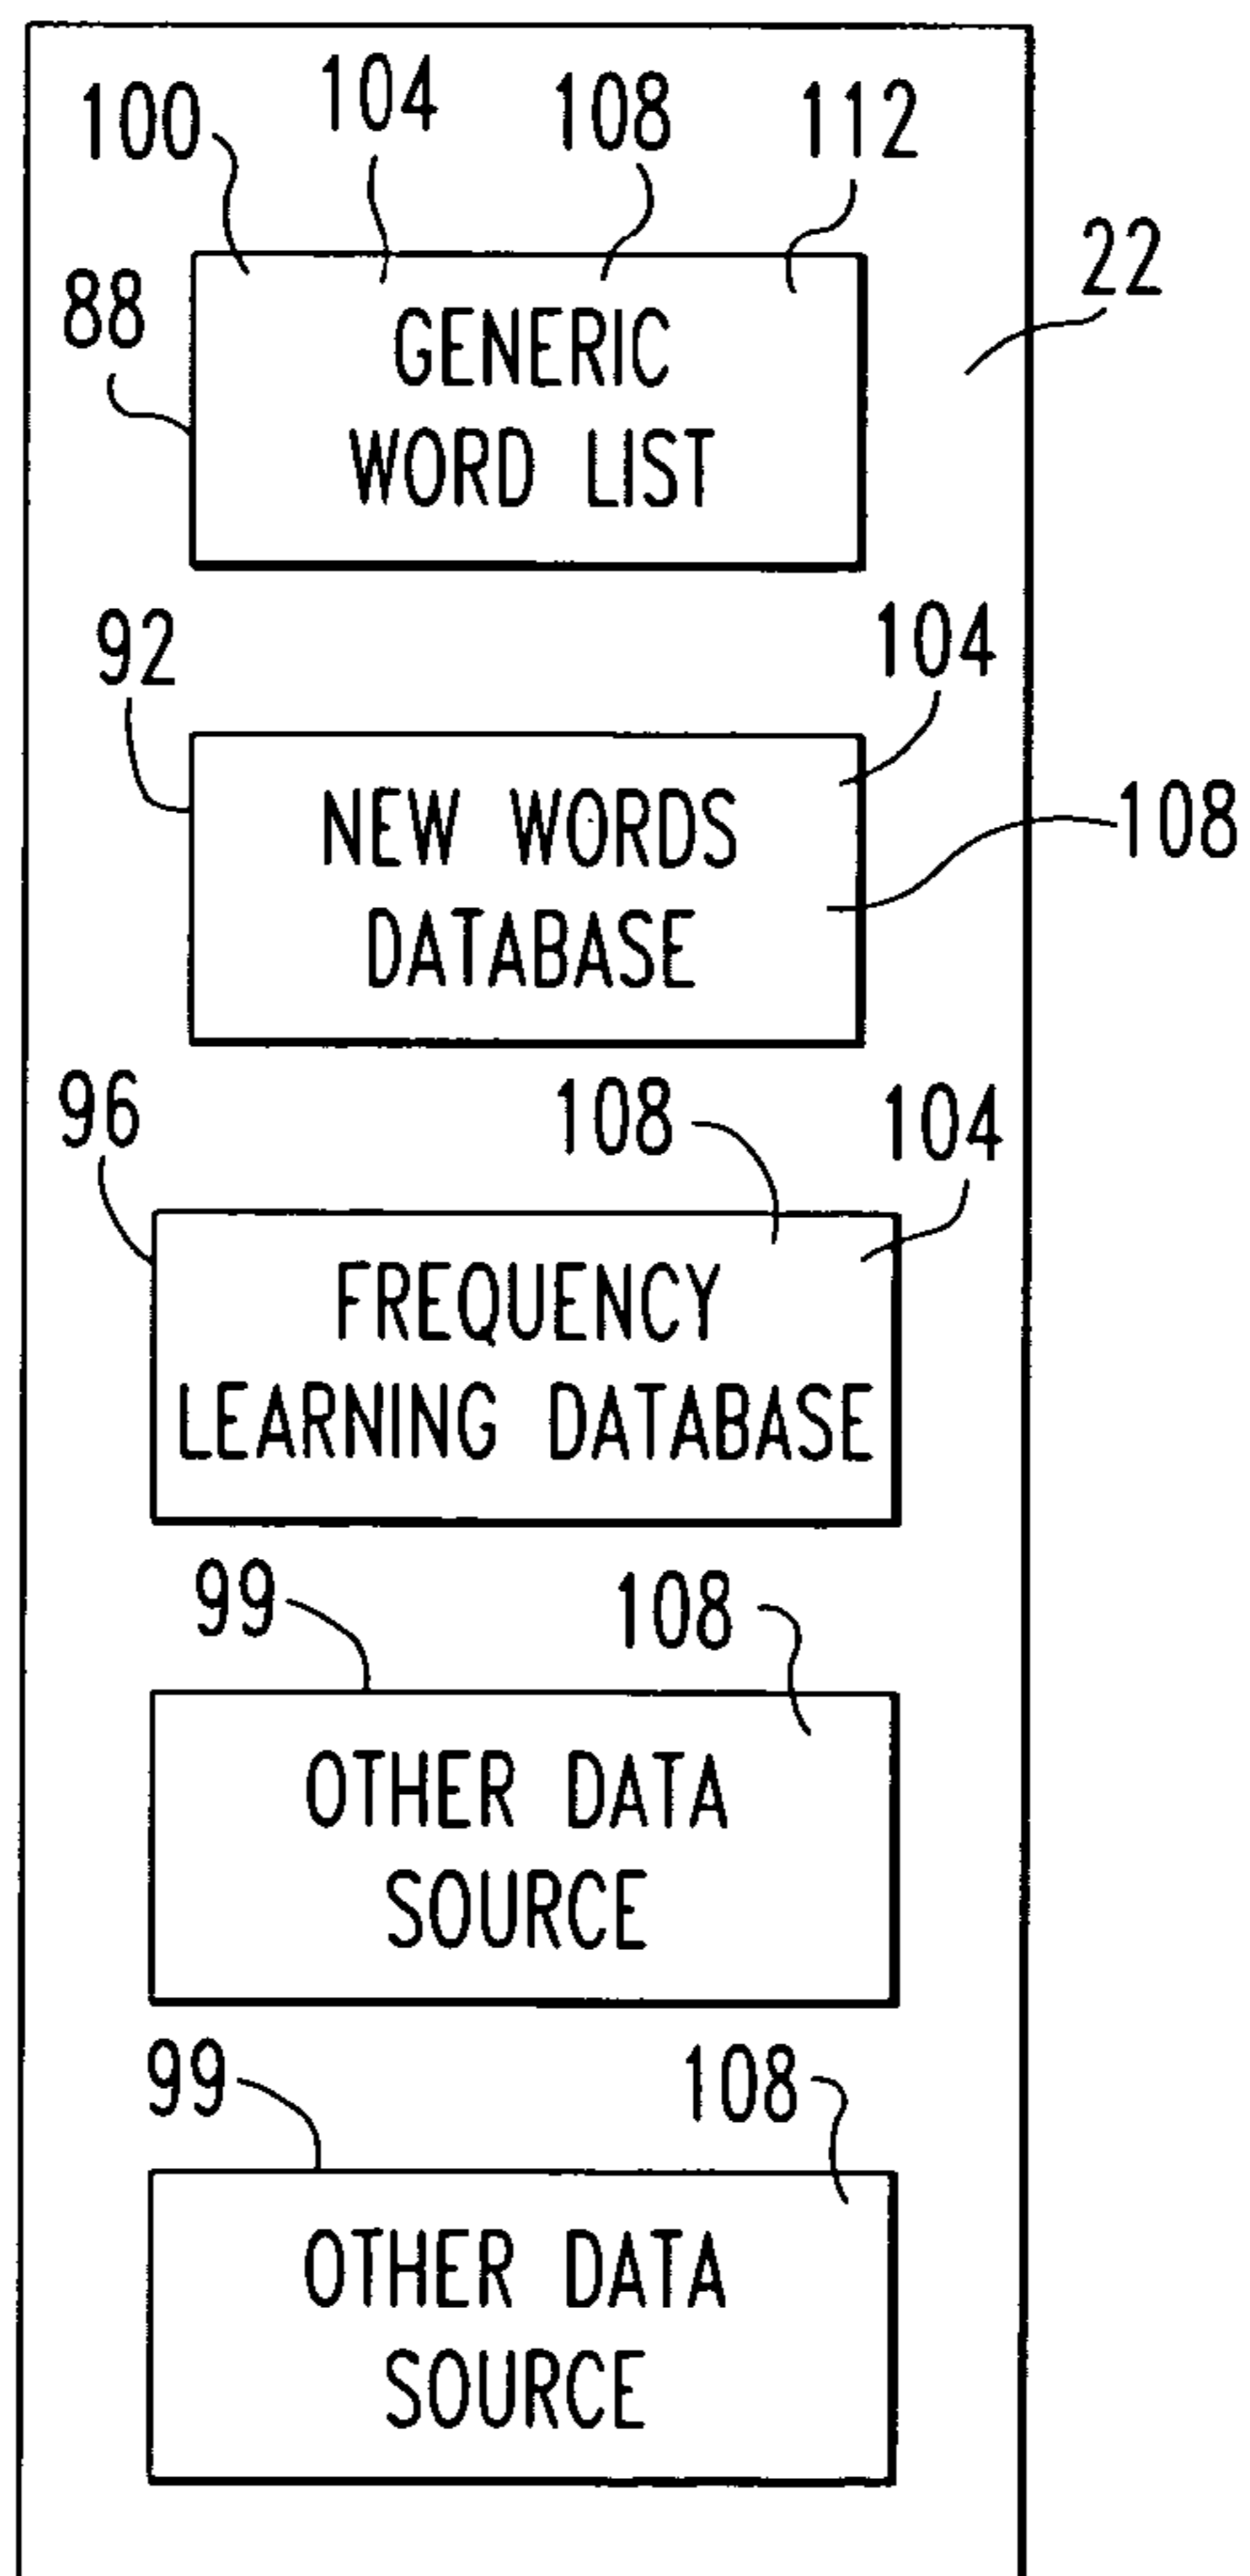 100 104 108 112
22
88
GENERIC
WORD LIST
92
104
NEW WORDS
108
DATABASE
96
108
104
FREQUENCY
LEARNING DATABASE
99
108
OTHER DATA
SOURCE
99
108
OTHER DATA
SOURCE